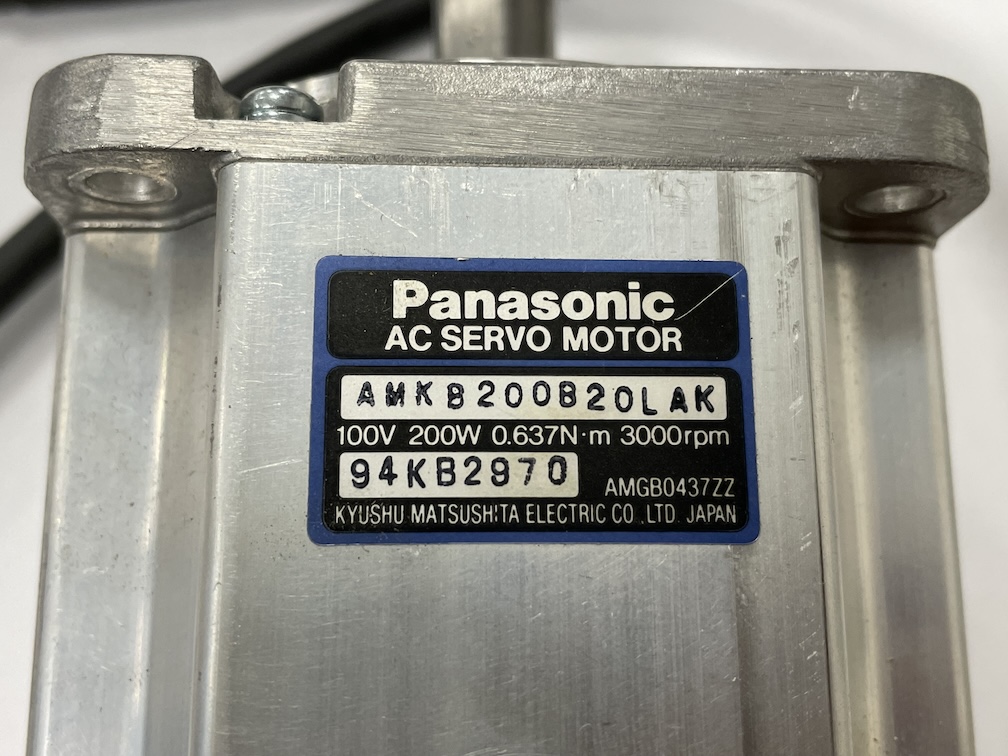 Panasonic
AC SERVO MOTOR
AMKB200B20LAK
100V 200W 0.637N·m 3000rpm
94KB2970
AMGB0437ZZ
KYUSHU MATSUSHITA ELECTRIC CO.,LTD. JAPAN